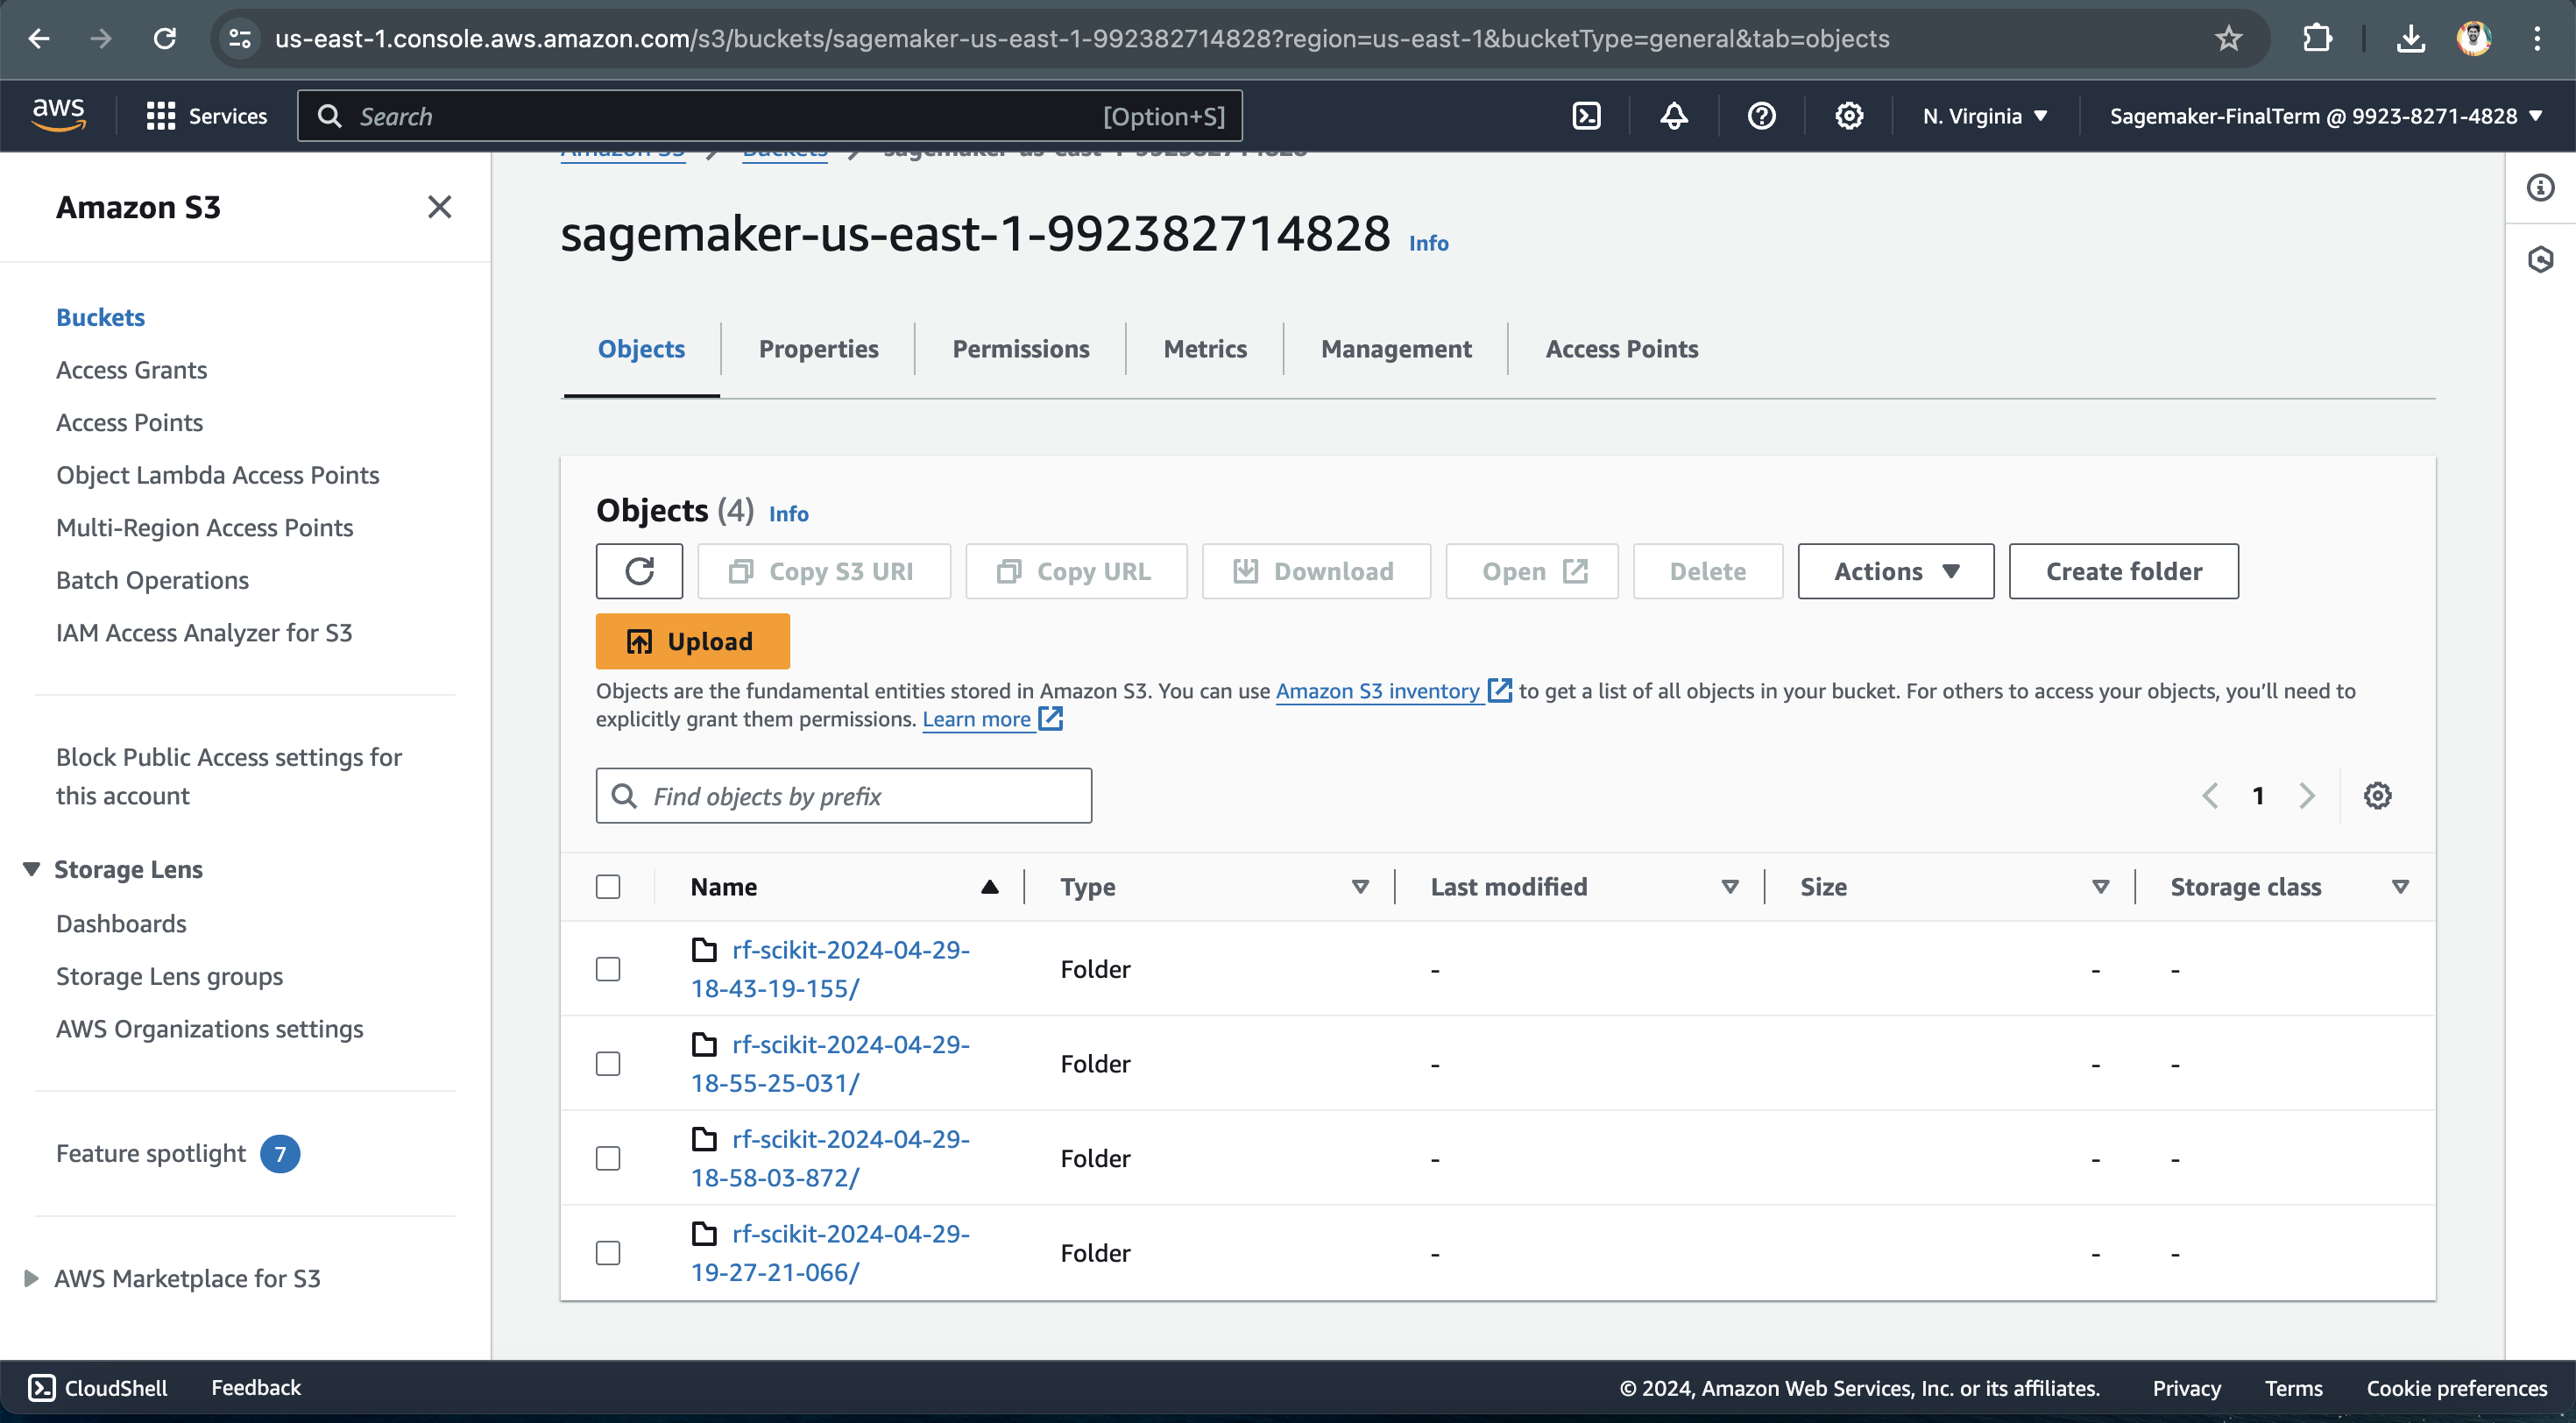 us-east-1.console.aws.amazon.com/s3/buckets/sagemaker-us-east-1-992382714828?region=us-east-1&bucketType=general&tab=objects
aws
Services
Search
[Option+S]
N. Virginia
Sagemaker-FinalTerm @ 9923-8271-4828
Amazon S3
Buckets
sagemaker-us-east-1-992382714828
Amazon S3
Buckets
Access Grants
Access Points
Object Lambda Access Points
Multi-Region Access Points
Batch Operations
IAM Access Analyzer for S3
Block Public Access settings for
this account
Storage Lens
Dashboards
Storage Lens groups
AWS Organizations settings
Feature spotlight 7
AWS Marketplace for S3
sagemaker-us-east-1-992382714828 Info
Objects
Properties
Permissions
Metrics
Management
Access Points
Objects (4) Info
Copy S3 URI
Copy URL
Download
Open
Delete
Actions
Create folder
Upload
Objects are the fundamental entities stored in Amazon S3. You can use Amazon S3 inventory to get a list of all objects in your bucket. For others to access your objects, you’ll need to
explicitly grant them permissions. Learn more
Find objects by prefix
1
Name Type Last modified Size Storage class
rf-scikit-2024-04-29-
18-43-19-155/
Folder - - -
rf-scikit-2024-04-29-
18-55-25-031/
Folder - - -
rf-scikit-2024-04-29-
18-58-03-872/
Folder - - -
rf-scikit-2024-04-29-
19-27-21-066/
Folder - - -
CloudShell
Feedback
© 2024, Amazon Web Services, Inc. or its affiliates.
Privacy
Terms
Cookie preferences